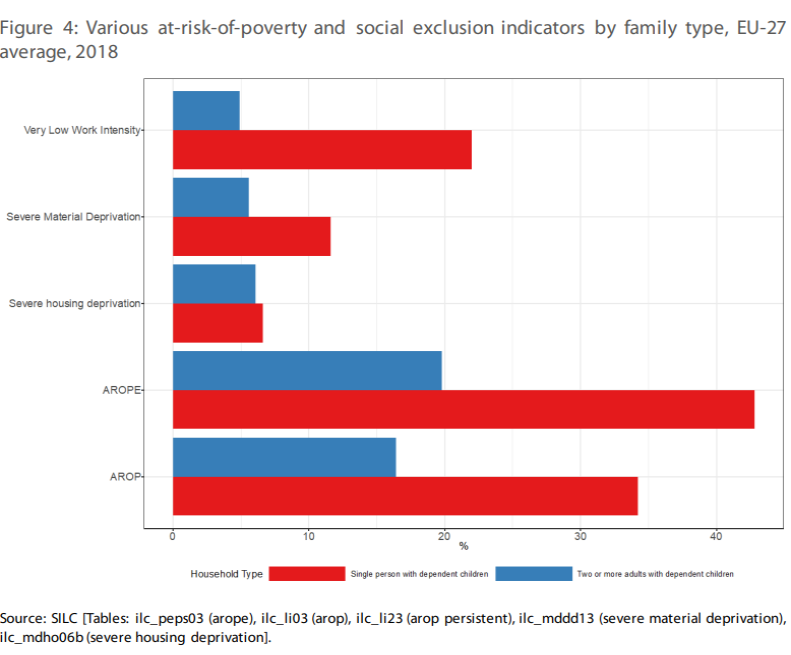 Figure 4: Various at-risk-of-poverty and social exclusion indicators by family type, EU-27
average, 2018
Very Low Work Intensity
Severe Material Deprivation
Severe housing deprivation
AROPE
AROP
0 10 20 30 40
%
Household Type Single person with dependent children Two or more adults with dependent children
Source: SILC [Tables: ilc_peps03 (arope), ilc_li03 (arop), ilc_li23 (arop persistent), ilc_mddd13 (severe material deprivation),
ilc_mdho06b (severe housing deprivation].